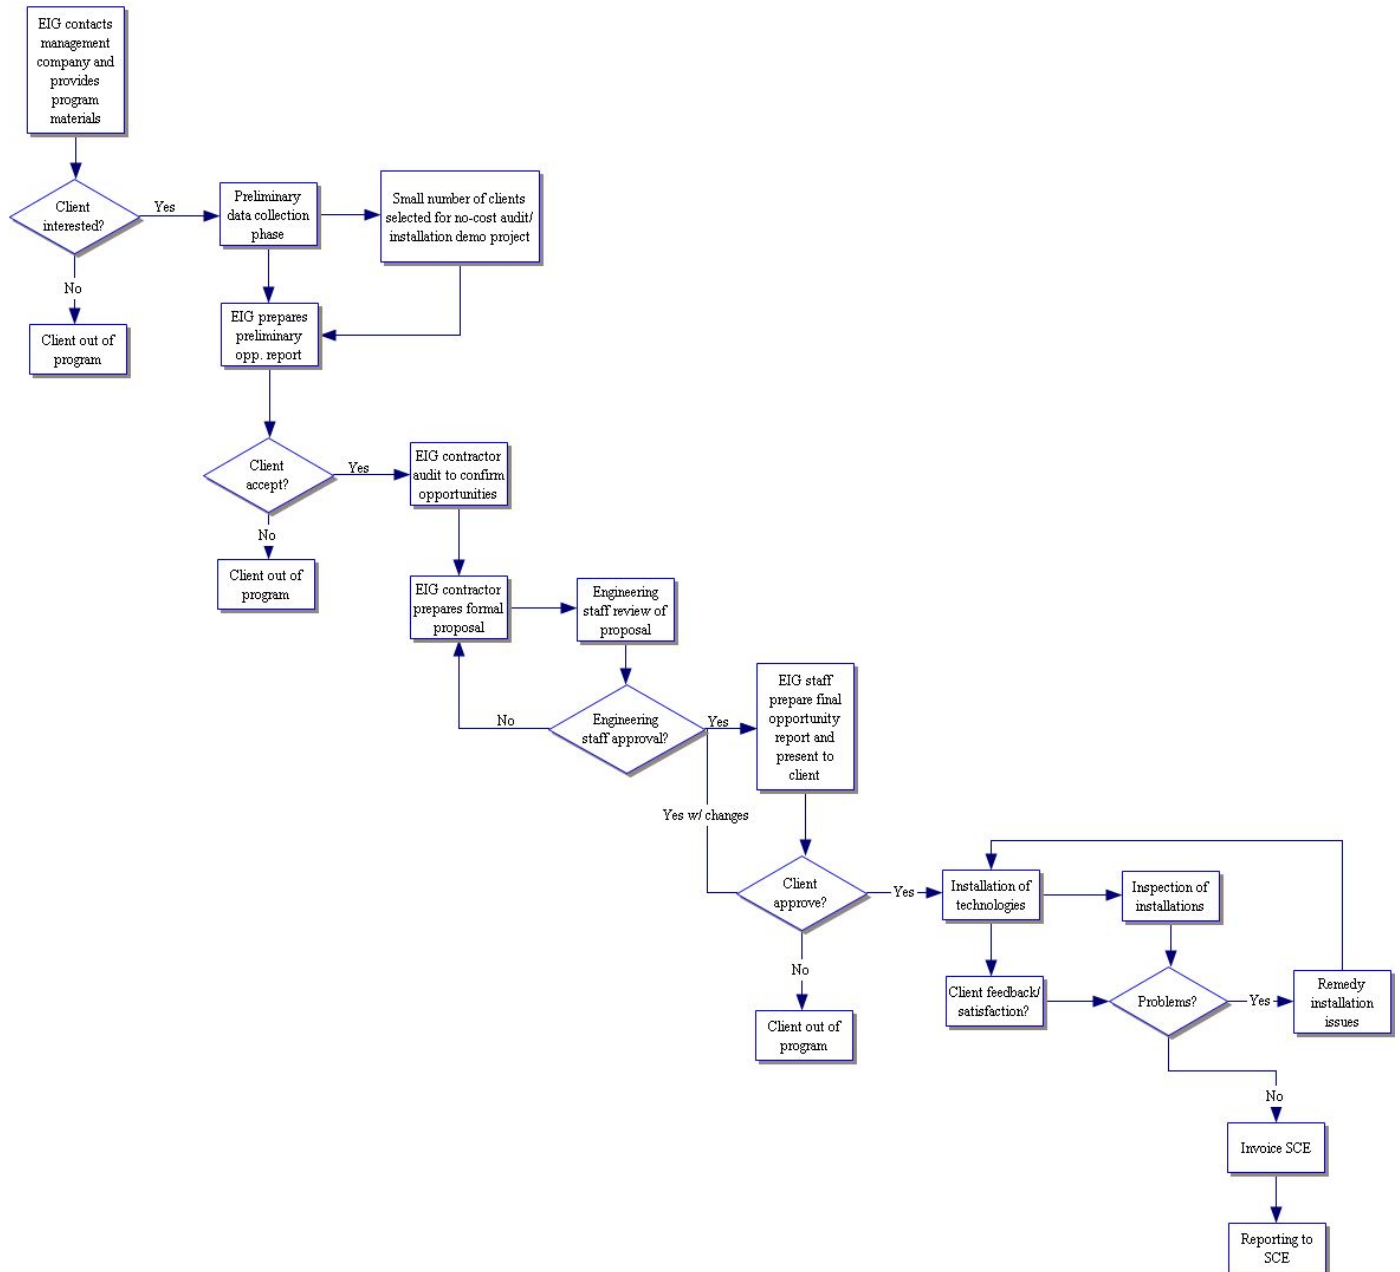 EIG contacts
management
company and
provides
program
materials
Client
interested?
Yes
Preliminary
data collection
phase
Small number of clients
selected for no-cost audit/
installation demo project
No
Client out of
program
EIG prepares
preliminary
opp. report
Client
accept?
Yes
EIG contractor
audit to confirm
opportunities
No
Client out of
program
EIG contractor
prepares formal
proposal
Engineering
staff review of
proposal
Engineering
staff approval?
No
Yes
EIG staff
prepare final
opportunity
report and
present to
client
Yes w/ changes
Client
approve?
Yes
Installation of
technologies
Inspection of
installations
No
Client out of
program
Client feedback/
satisfaction?
Problems?
Yes
Remedy
installation
issues
No
Invoice SCE
Reporting to
SCE